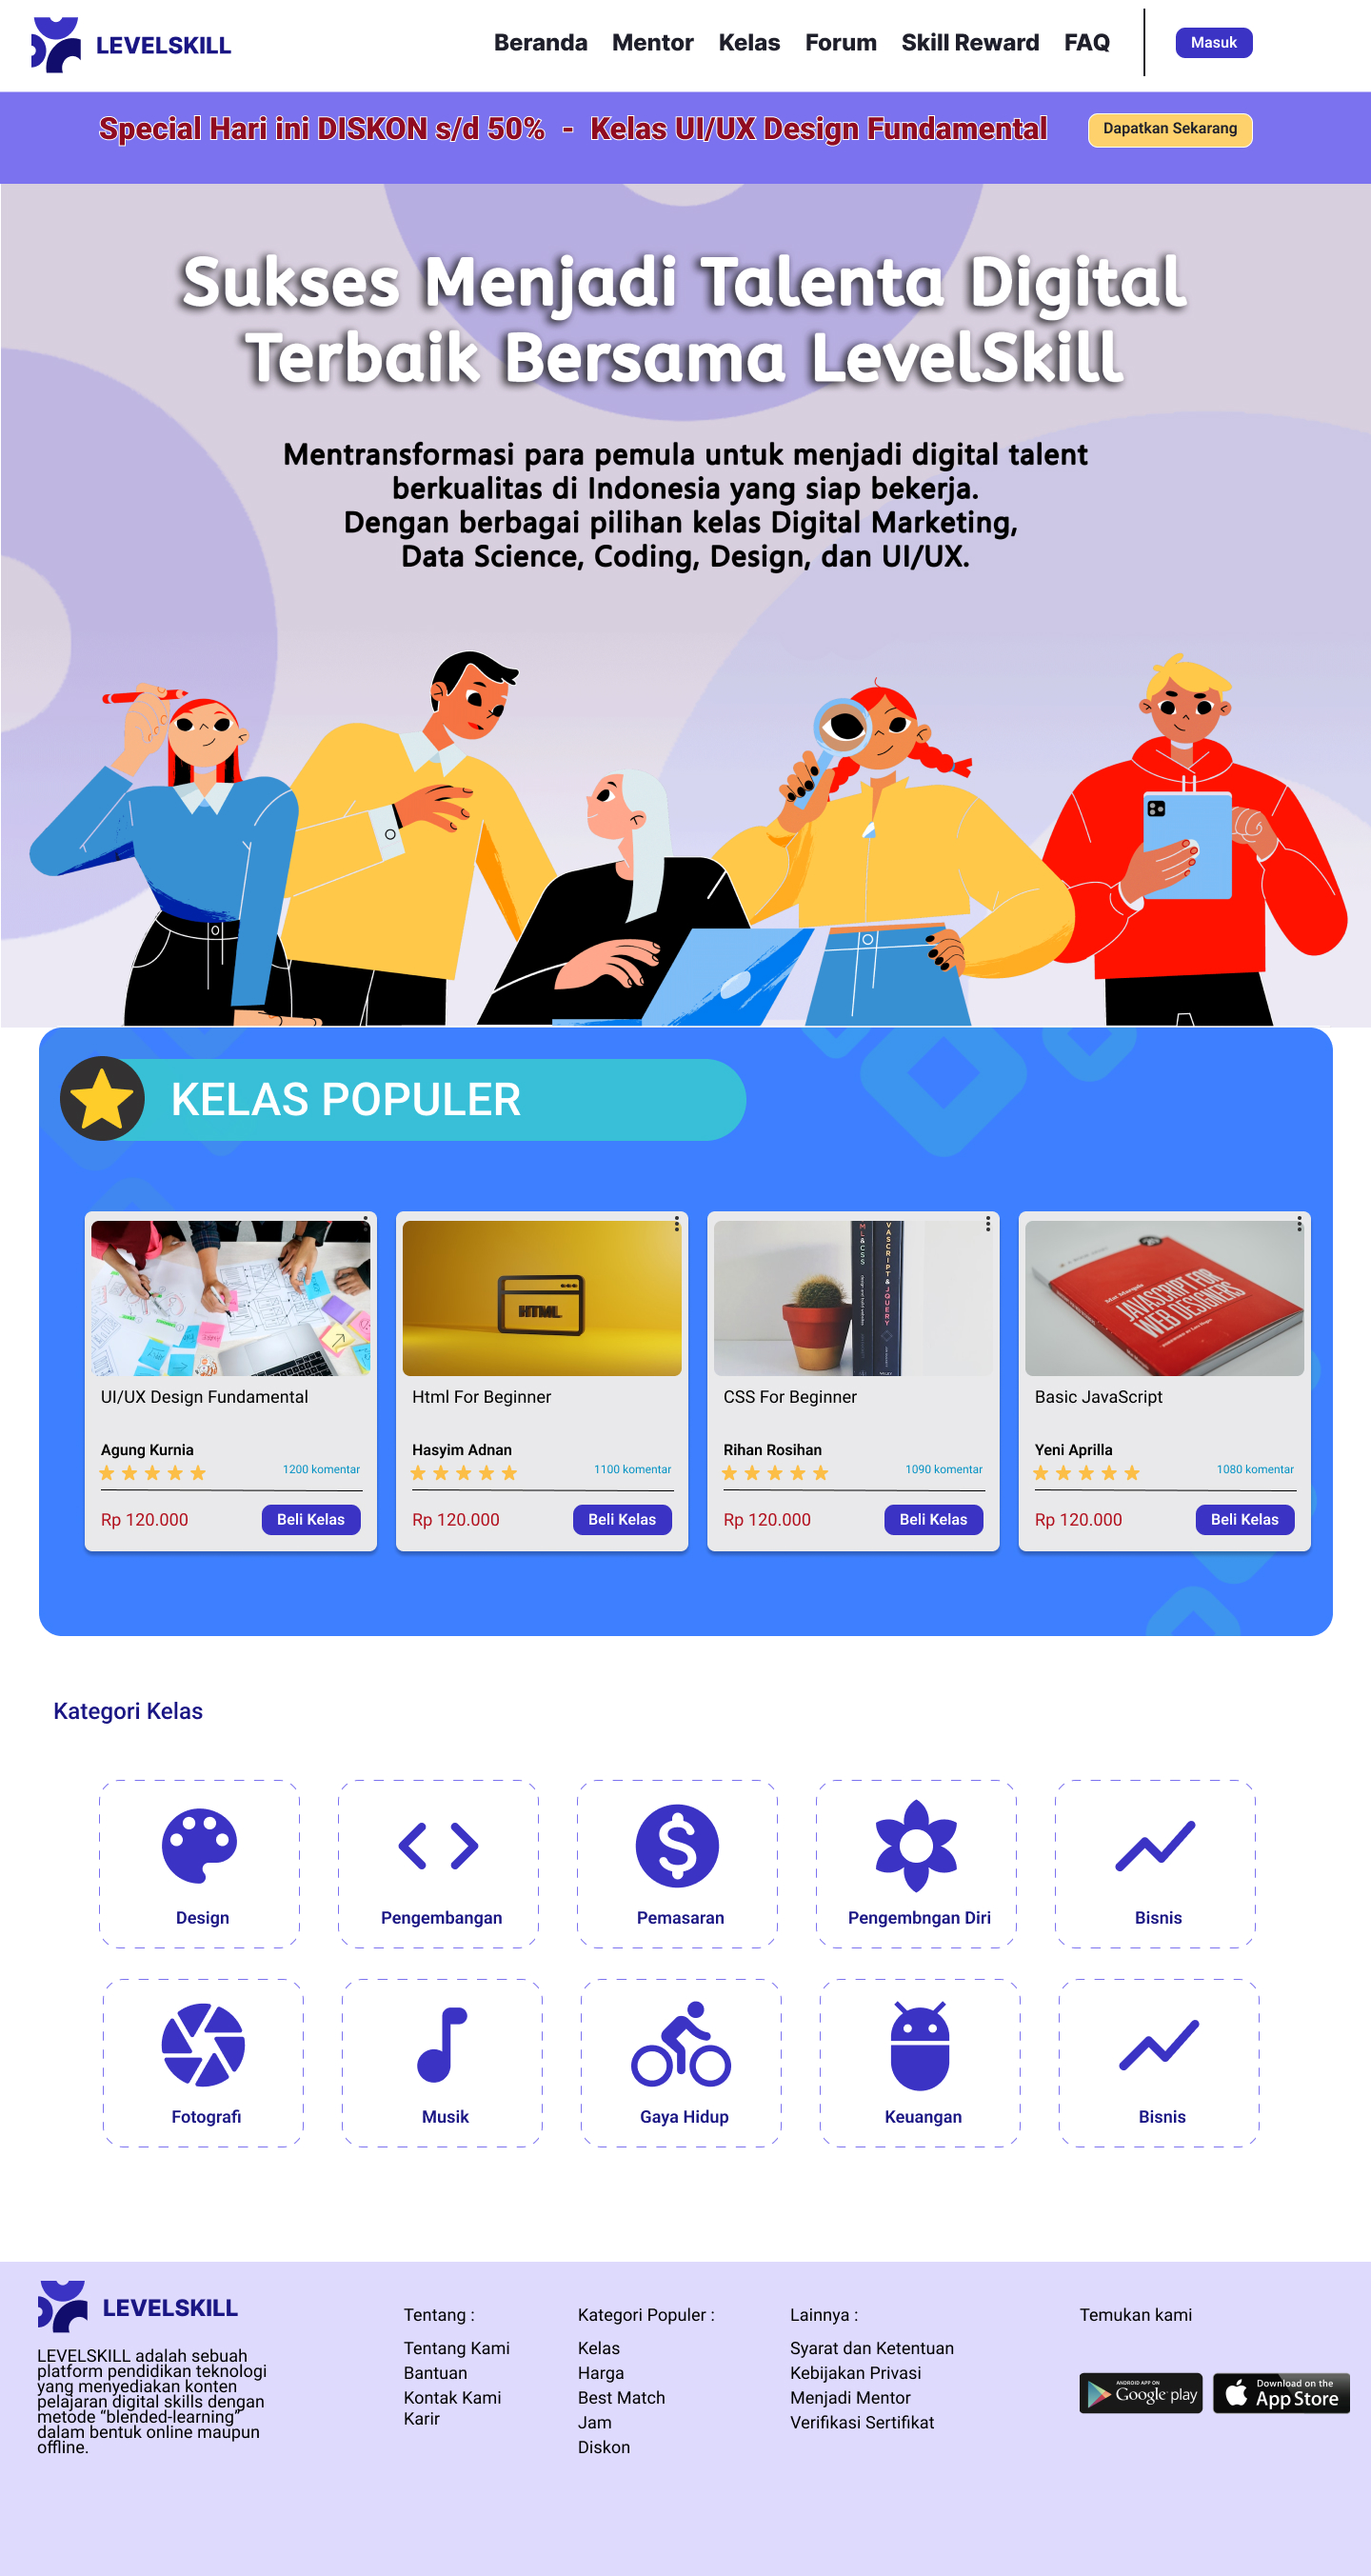 LEVELSKILL
Beranda Mentor Kelas Forum Skill Reward FAQ
Masuk
Special Hari ini DISKON s/d 50% - Kelas UI/UX Design Fundamental
Dapatkan Sekarang
Sukses Menjadi Talenta Digital
Terbaik Bersama LevelSkill
Mentransformasi para pemula untuk menjadi digital talent
berkualitas di Indonesia yang siap bekerja.
Dengan berbagai pilihan kelas Digital Marketing,
Data Science, Coding, Design, dan UI/UX.
KELAS POPULER
UI/UX Design Fundamental
Agung Kurnia
1200 komentar
Rp 120.000
Beli Kelas
HTML
Html For Beginner
Hasyim Adnan
1100 komentar
Rp 120.000
Beli Kelas
ML&CSS
VASCRIPT&JQUERY
CSS For Beginner
Rihan Rosihan
1090 komentar
Rp 120.000
Beli Kelas
JAVASCRIPT FOR
WEB DESIGNERS
Basic JavaScript
Yeni Aprilla
1080 komentar
Rp 120.000
Beli Kelas
Kategori Kelas
Design
Pengembangan
Pemasaran
Pengembngan Diri
Bisnis
Fotografi
Musik
Gaya Hidup
Keuangan
Bisnis
LEVELSKILL
LEVELSKILL adalah sebuah
platform pendidikan teknologi
yang menyediakan konten
pelajaran digital skills dengan
metode “blended-learning”
dalam bentuk online maupun
offline.
Tentang :
Tentang Kami
Bantuan
Kontak Kami
Karir
Kategori Populer :
Kelas
Harga
Best Match
Jam
Diskon
Lainnya :
Syarat dan Ketentuan
Kebijakan Privasi
Menjadi Mentor
Verifikasi Sertifikat
Temukan kami
ANDROID APP ON
Google play
Download on the
App Store